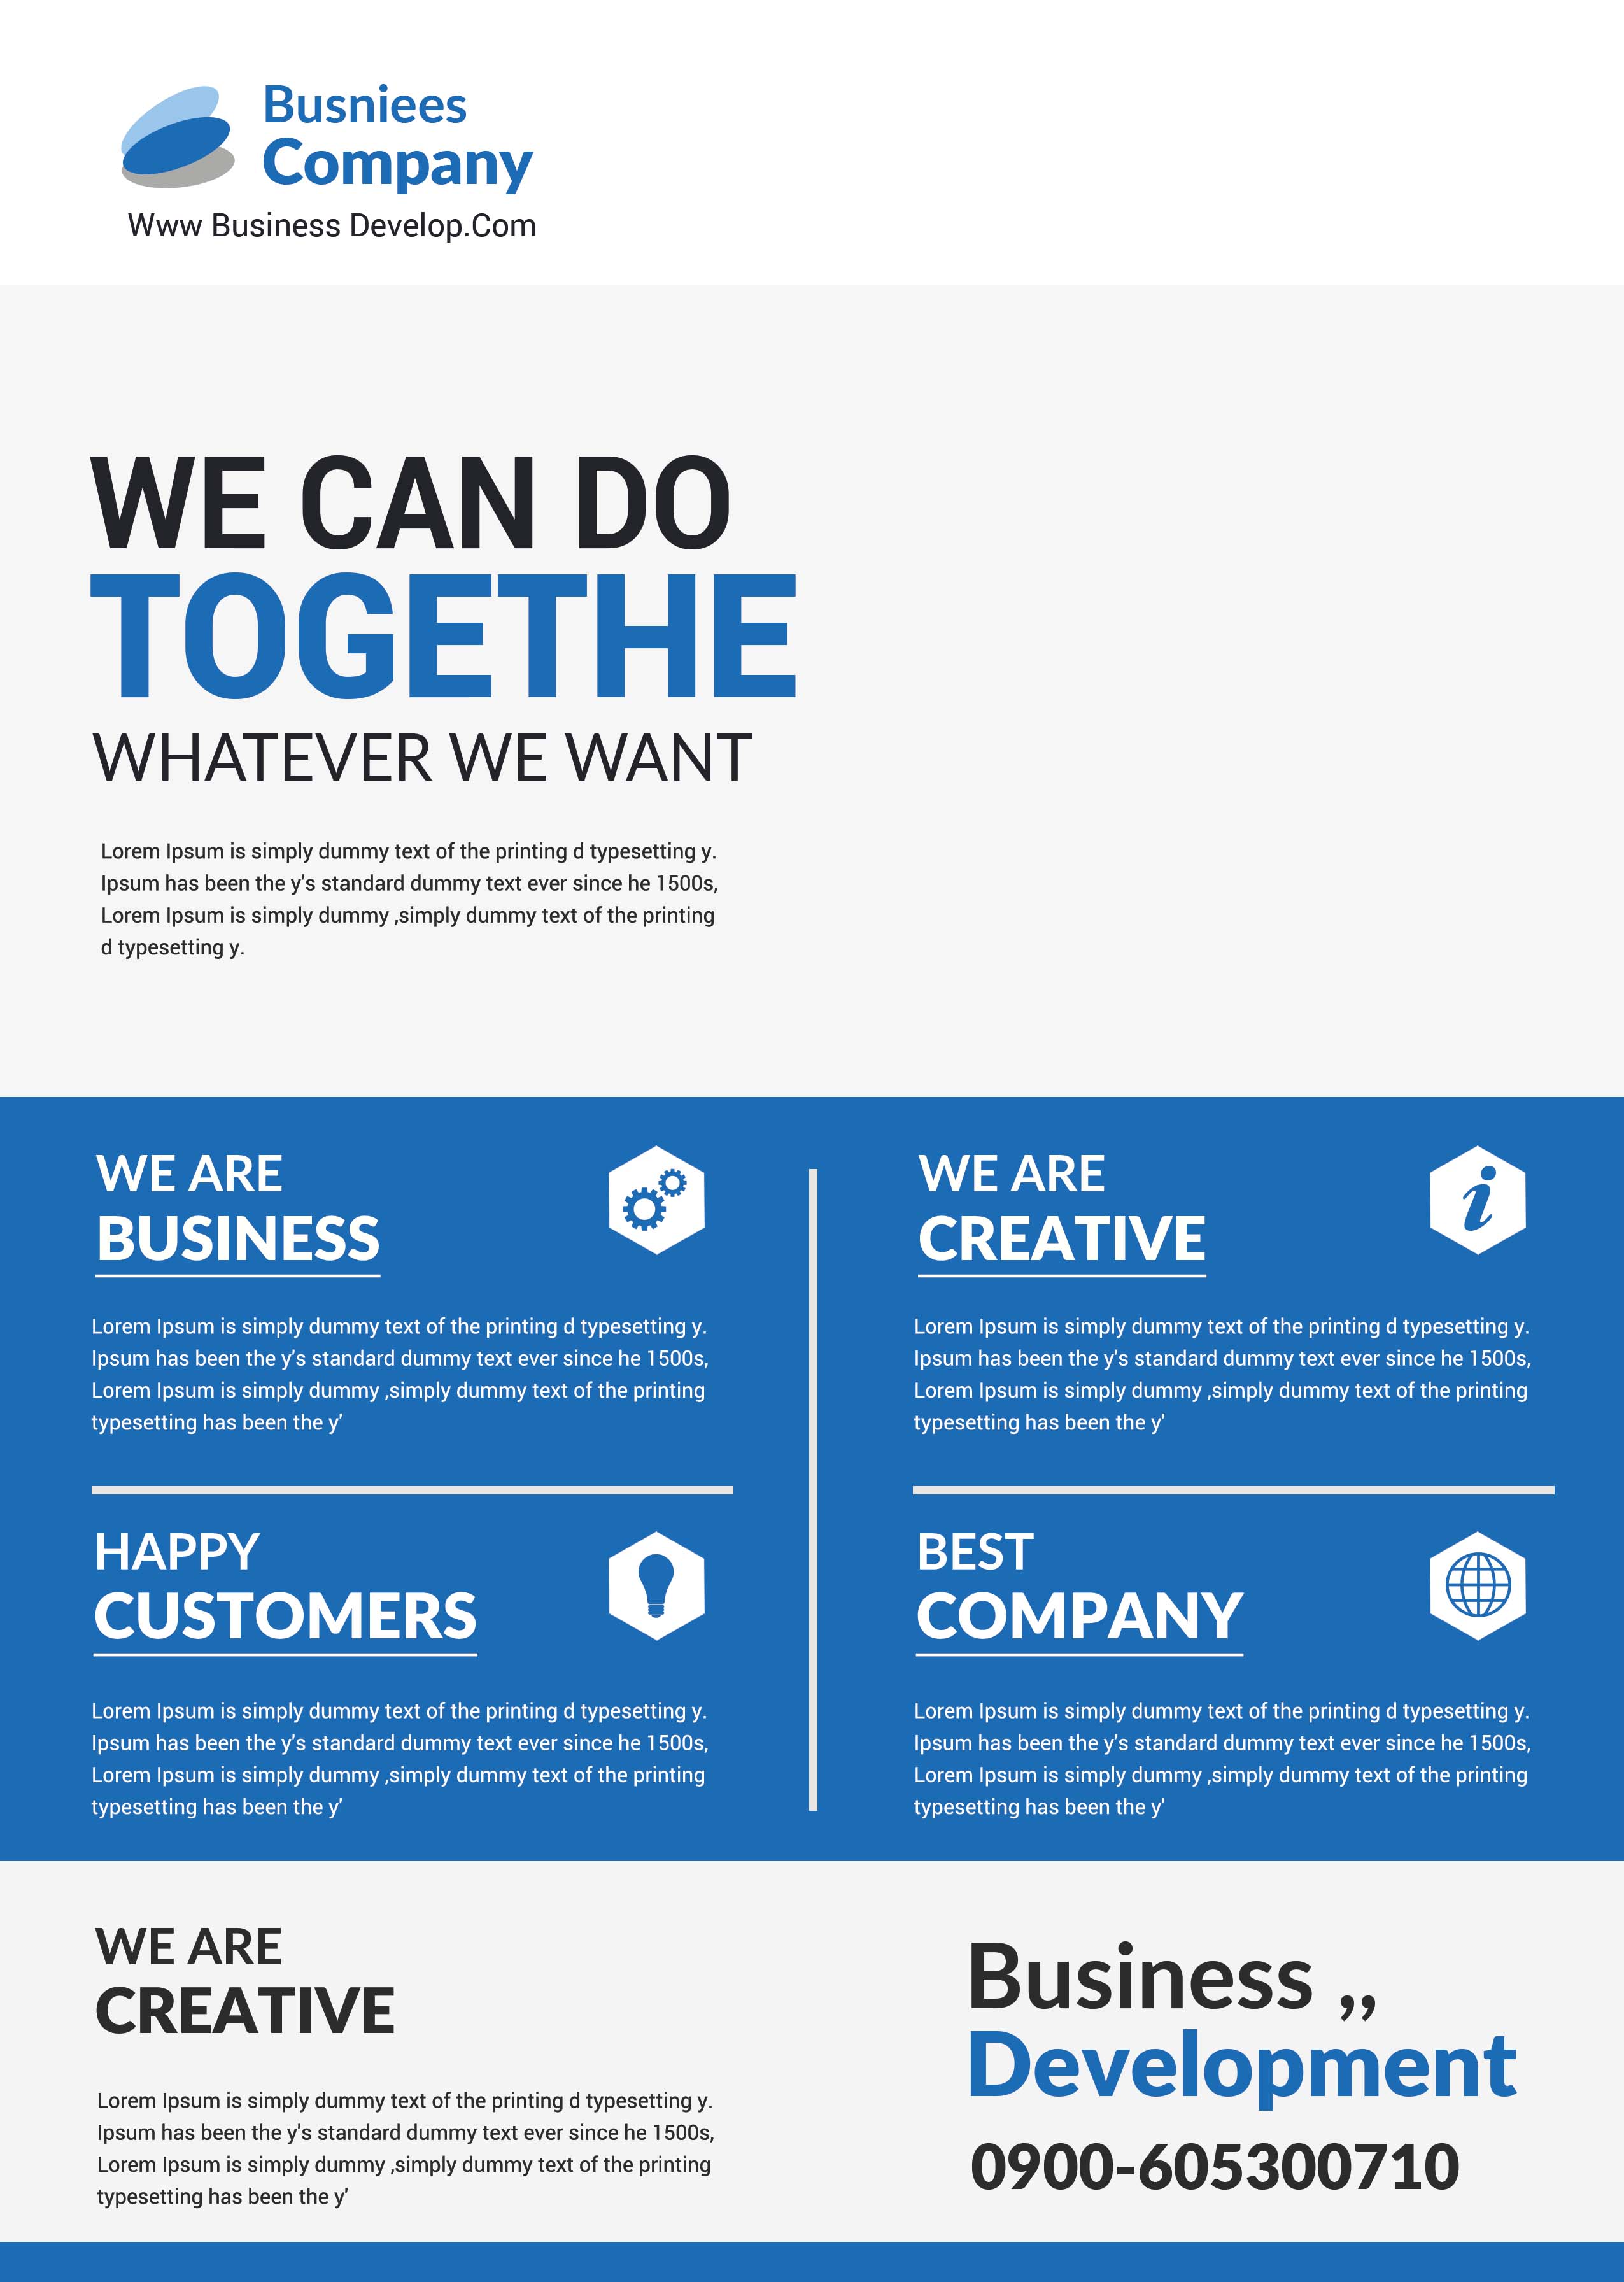 Busniees
Company
Www Business Develop.Com
WE CAN DO
TOGETHE
WHATEVER WE WANT
Lorem Ipsum is simply dummy text of the printing d typesetting y.
Ipsum has been the y's standard dummy text ever since he 1500s,
Lorem Ipsum is simply dummy ,simply dummy text of the printing
d typesetting y.
WE ARE
BUSINESS
Lorem Ipsum is simply dummy text of the printing d typesetting y.
Ipsum has been the y's standard dummy text ever since he 1500s,
Lorem Ipsum is simply dummy ,simply dummy text of the printing
typesetting has been the y'
WE ARE
CREATIVE
i
Lorem Ipsum is simply dummy text of the printing d typesetting y.
Ipsum has been the y's standard dummy text ever since he 1500s,
Lorem Ipsum is simply dummy ,simply dummy text of the printing
typesetting has been the y'
HAPPY
CUSTOMERS
Lorem Ipsum is simply dummy text of the printing d typesetting y.
Ipsum has been the y's standard dummy text ever since he 1500s,
Lorem Ipsum is simply dummy ,simply dummy text of the printing
typesetting has been the y'
BEST
COMPANY
Lorem Ipsum is simply dummy text of the printing d typesetting y.
Ipsum has been the y's standard dummy text ever since he 1500s,
Lorem Ipsum is simply dummy ,simply dummy text of the printing
typesetting has been the y'
WE ARE
CREATIVE
Lorem Ipsum is simply dummy text of the printing d typesetting y.
Ipsum has been the y's standard dummy text ever since he 1500s,
Lorem Ipsum is simply dummy ,simply dummy text of the printing
typesetting has been the y'
Business ,,
Development
0900-605300710